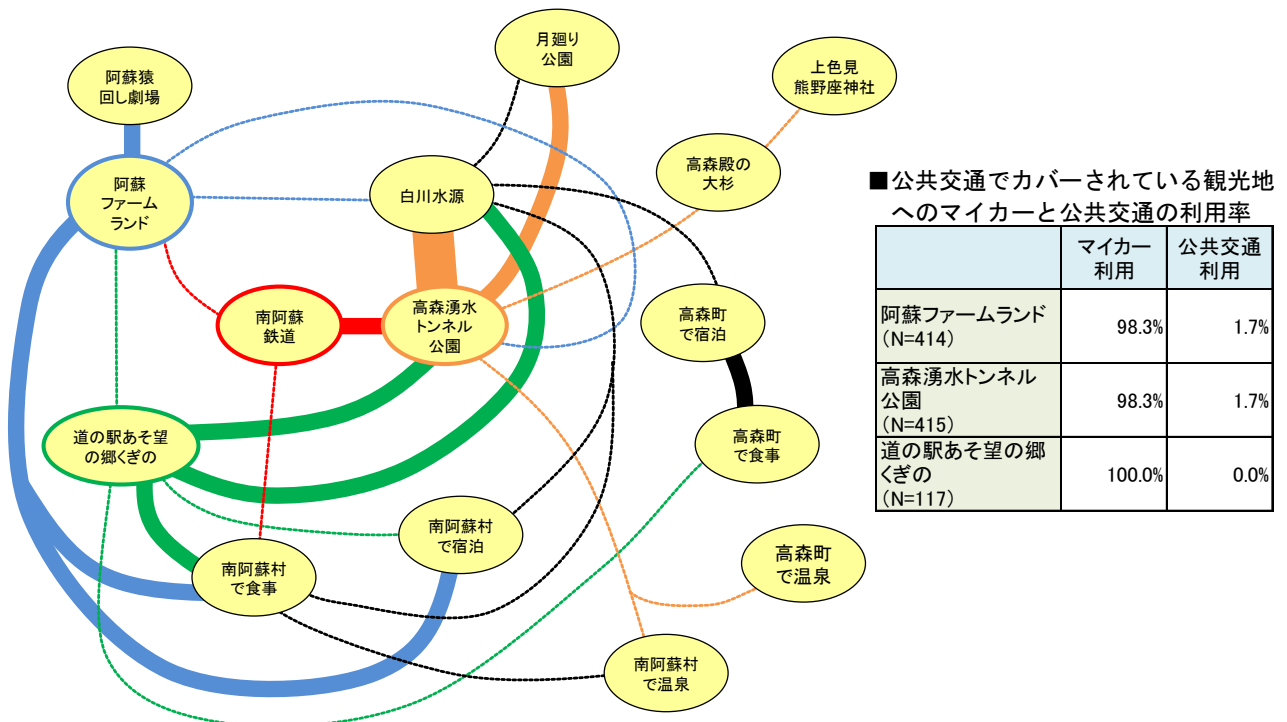 月廻り
公園
阿蘇猿
回し劇場
上色見
熊野座神社
高森殿の
大杉
阿蘇
ファーム
ランド
白川水源
南阿蘇
鉄道
高森湧水
トンネル
公園
高森町
で宿泊
道の駅あそ望
の郷くぎの
高森町
で食事
南阿蘇村
で宿泊
南阿蘇村
で食事
高森町
で温泉
南阿蘇村
で温泉
■公共交通でカバーされている観光地
へのマイカーと公共交通の利用率
マイカー
利用
公共交通
利用
阿蘇ファームランド
(N=414)
98.3%
1.7%
高森湧水トンネル
公園
(N=415)
98.3%
1.7%
道の駅あそ望の郷
くぎの
(N=117)
100.0%
0.0%